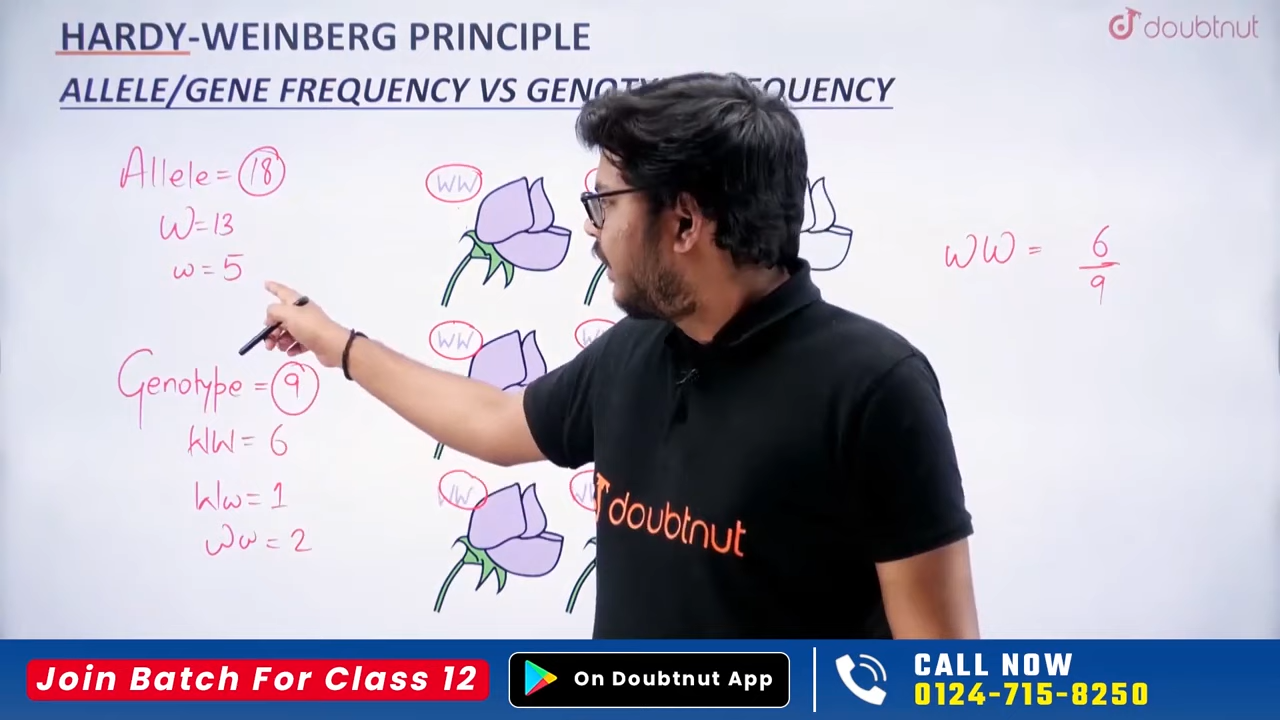 HARDY-WEINBERG PRINCIPLE
doubtnut
ALLELE/GENE FREQUENCY VS QUENCY
Allele = 18
W = 13
w = 5
Genotype = 9
WW = 6
Ww = 1
ww = 2
WW
WW
WW
WW = 6
9
doubtnut
Join Batch For Class 12
On Doubtnut App
CALL NOW
0124-715-8250